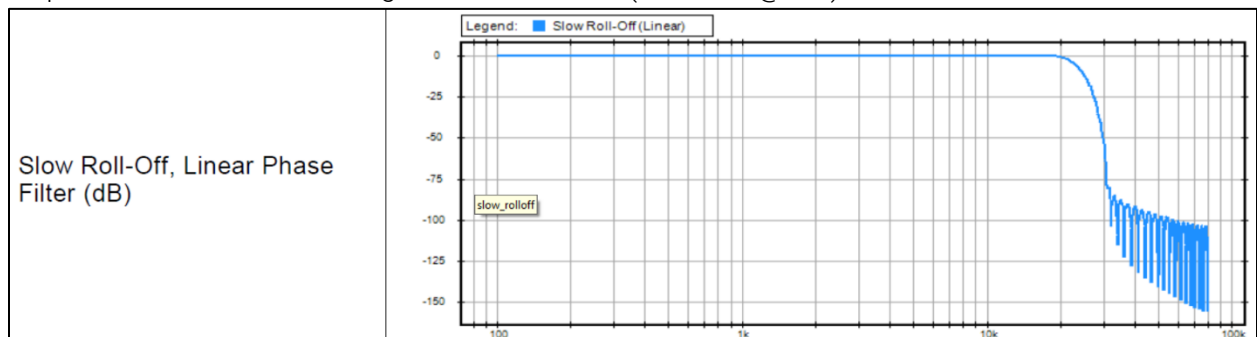 Legend: Slow Roll-Off (Linear)
0
-25
-50
Slow Roll-Off, Linear Phase
Filter (dB)
-75
slow_rolloff
-100
-125
-150
100 1k 10k 100k